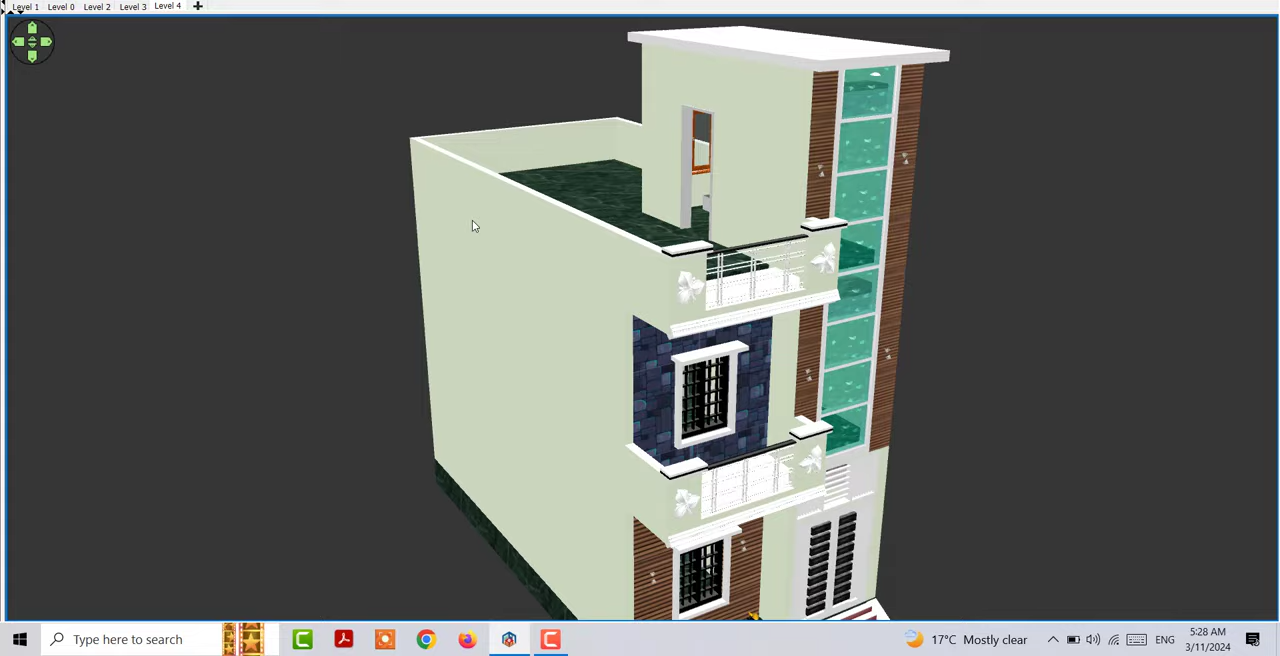 Level 1 Level 0 Level 2 Level 3 Level 4
Type here to search
17°C Mostly clear
ENG
5:28 AM
3/11/2024